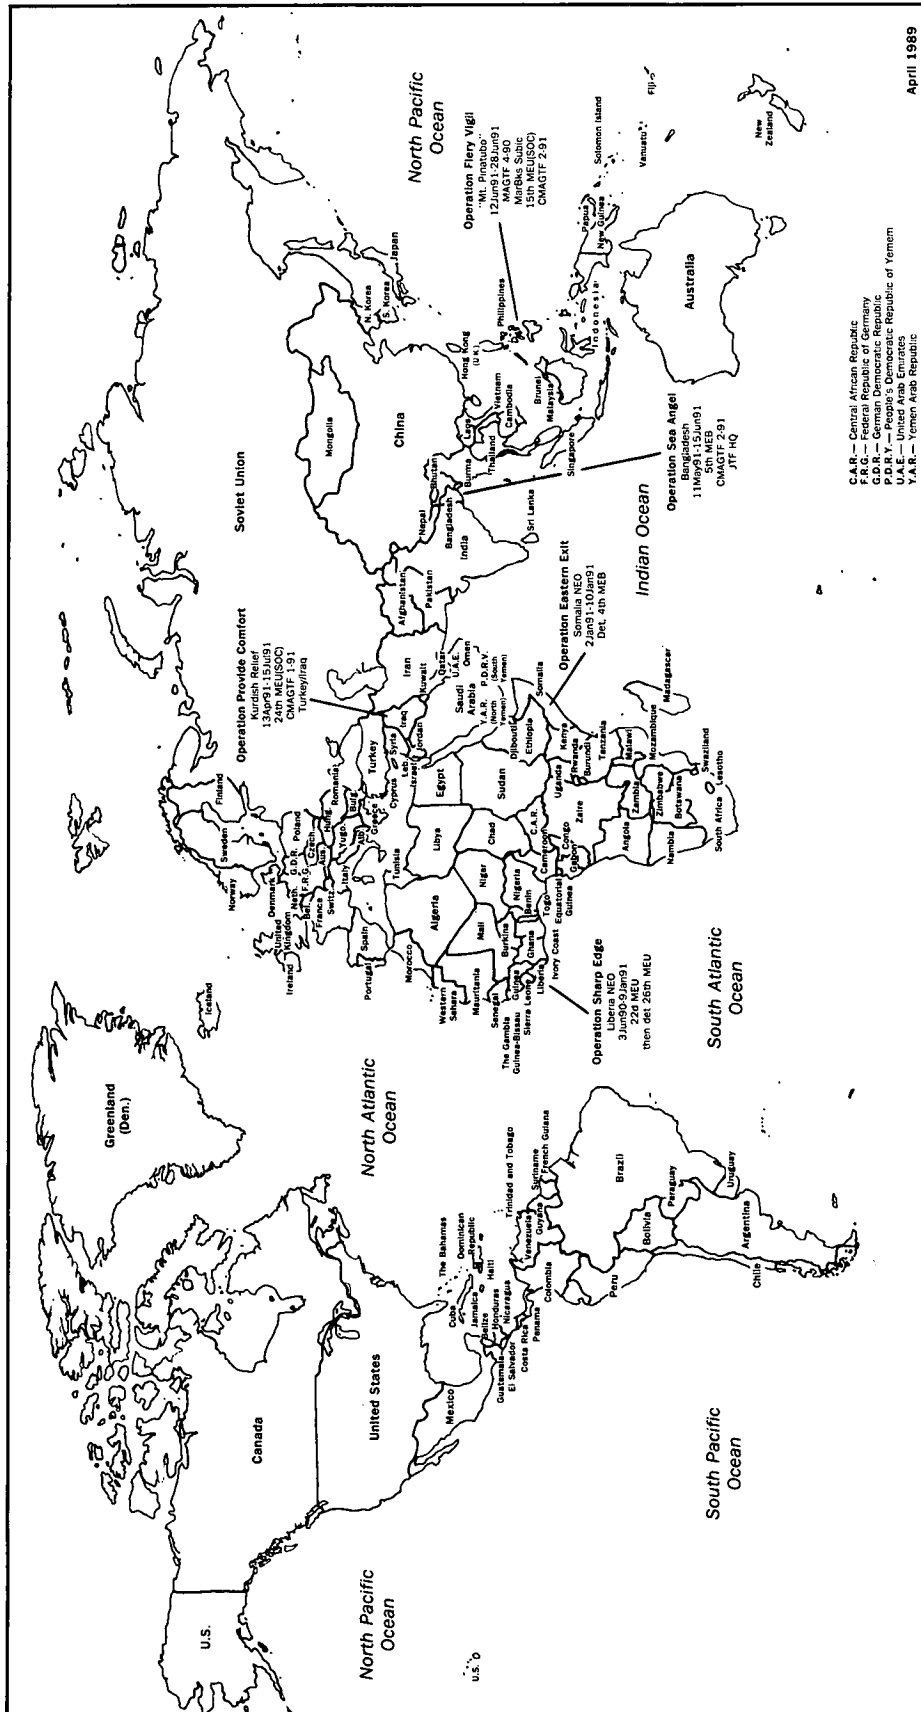 Greenland
(Den.)
Iceland
U.S.
Canada
United States
Mexico
North Pacific
Ocean
U.S.
North Atlantic
Ocean
The Bahamas
Cuba
Dominican
Republic
Jamaica
Haiti
Belize
Honduras
Guatemala
El Salvador
Nicaragua
Costa Rica
Panama
Trinidad and Tobago
Venezuela
Guyana
Suriname
French Guiana
Colombia
Brazil
Peru
Bolivia
Paraguay
Uruguay
Argentina
Chile
South Pacific
Ocean
South Atlantic
Ocean
Norway
Sweden
Finland
Denmark
United
Kingdom
Ireland
Neth.
Bel.
G.D.R.
F.R.G.
Poland
Czech.
France
Switz.
Aus.
Hung.
Romania
Yugo.
Bulg.
Italy
Alb.
Greece
Spain
Portugal
Turkey
Cyprus
Syria
Leb.
Israel
Jordan
Iraq
Iran
Kuwait
Saudi
Arabia
Qatar
U.A.E.
Oman
Y.A.R.
(North
Yemen)
P.D.R.Y.
(South
Yemen)
Morocco
Western
Sahara
Algeria
Tunisia
Libya
Egypt
Mauritania
Mali
Niger
Chad
Sudan
Senegal
The Gambia
Guinea-Bissau
Guinea
Sierra Leone
Liberia
Ivory Coast
Burkina
Ghana
Togo
Benin
Nigeria
Cameroon
C.A.R.
Equatorial
Guinea
Gabon
Congo
Zaire
Uganda
Rwanda
Burundi
Kenya
Tanzania
Ethiopia
Djibouti
Somalia
Angola
Zambia
Malawi
Mozambique
Zimbabwe
Botswana
Namibia
South Africa
Swaziland
Lesotho
Madagascar
Operation Provide Comfort
Kurdish Relief
13Apr91-15Jul91
24th MEU(SOC)
CMAGTF 1-91
Turkey/Iraq
Operation Sharp Edge
Liberia NEO
3Jun90-9Jan91
22d MEU
then det 26th MEU
Operation Eastern Exit
Somalia NEO
2Jan91-10Jan91
Det, 4th MEB
Soviet Union
Mongolia
China
Afghanistan
Pakistan
Nepal
Bhutan
Bangladesh
India
Sri Lanka
Burma
Laos
Thailand
Vietnam
Cambodia
Hong Kong
(U.K.)
N. Korea
S. Korea
Japan
Philippines
Brunei
Malaysia
Singapore
Indonesia
Papua
New Guinea
Solomon Island
Vanuatu
Fiji
Australia
New
Zealand
North Pacific
Ocean
Indian Ocean
Operation Fiery Vigil
"Mt. Pinatubo"
12Jun91-28Jun91
MAGTF 4-90
MarBks Subic
15th MEU(SOC)
CMAGTF 2-91
Operation Sea Angel
Bangladesh
11May91-15Jun91
5th MEB
CMAGTF 2-91
JTF HQ
C.A.R.— Central African Republic
F.R.G.— Federal Republic of Germany
G.D.R.— German Democratic Republic
P.D.R.Y.— People's Democratic Republic of Yemen
U.A.E.— United Arab Emirates
Y.A.R.— Yemen Arab Republic
April 1989